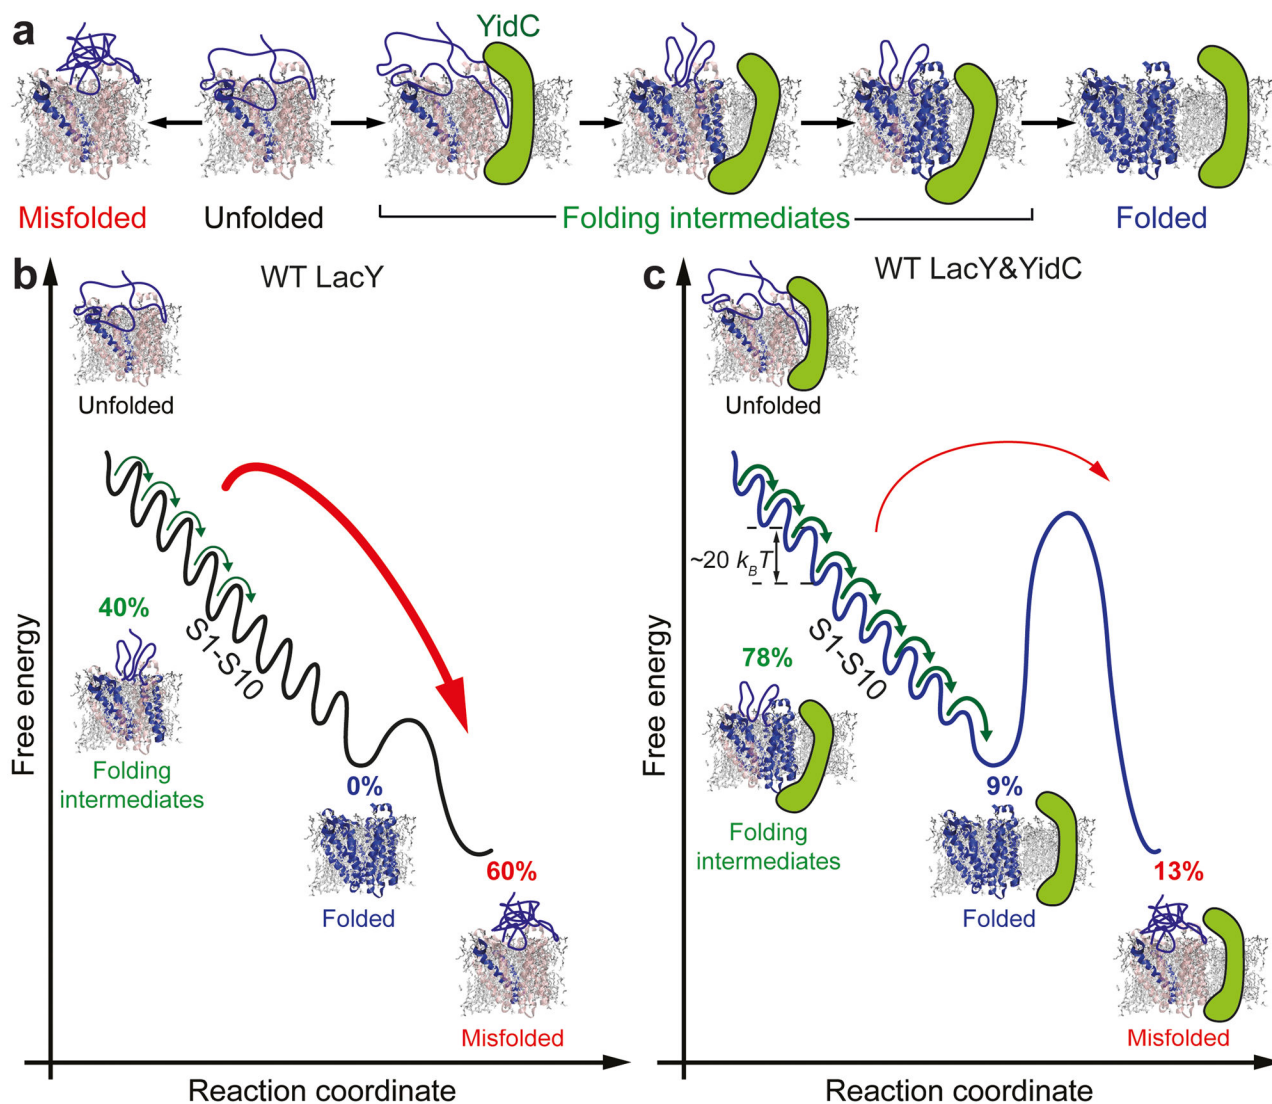 a
YidC
Misfolded
Unfolded
Folding intermediates
Folded
b
WT LacY
Unfolded
40%
S1-S10
Folding
intermediates
0%
Folded
60%
Misfolded
Free energy
Reaction coordinate
c
WT LacY&YidC
Unfolded
~20 kBT
S1-S10
78%
Folding
intermediates
9%
Folded
13%
Misfolded
Free energy
Reaction coordinate